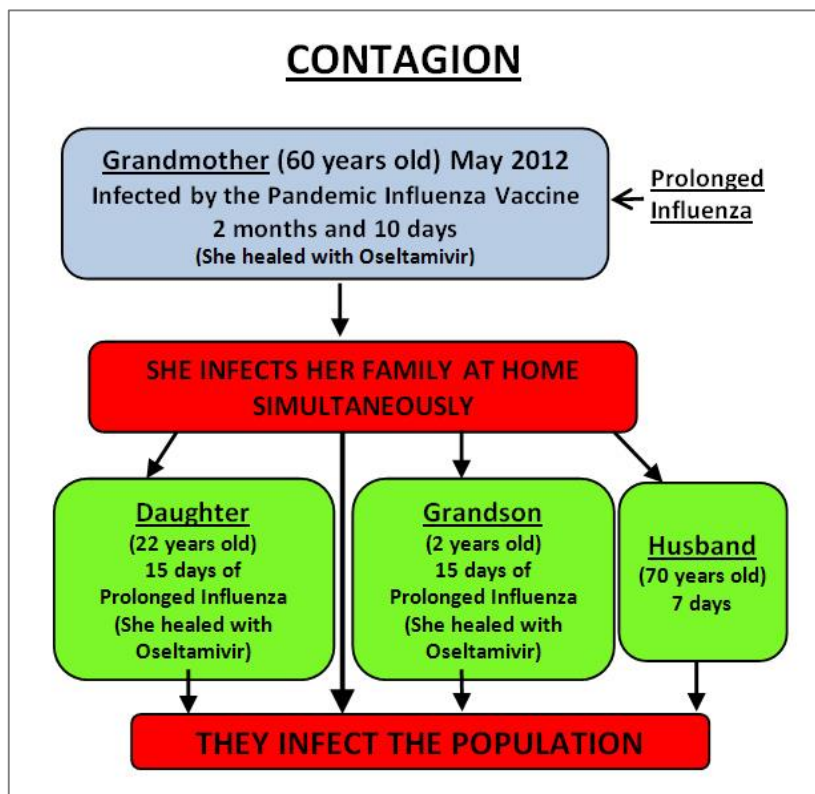 CONTAGION
Grandmother (60 years old) May 2012
Infected by the Pandemic Influenza Vaccine
2 months and 10 days
(She healed with Oseltamivir)
Prolonged
Influenza
SHE INFECTS HER FAMILY AT HOME
SIMULTANEOUSLY
Daughter
(22 years old)
15 days of
Prolonged Influenza
(She healed with
Oseltamivir)
Grandson
(2 years old)
15 days of
Prolonged Influenza
(She healed with
Oseltamivir)
Husband
(70 years old)
7 days
THEY INFECT THE POPULATION